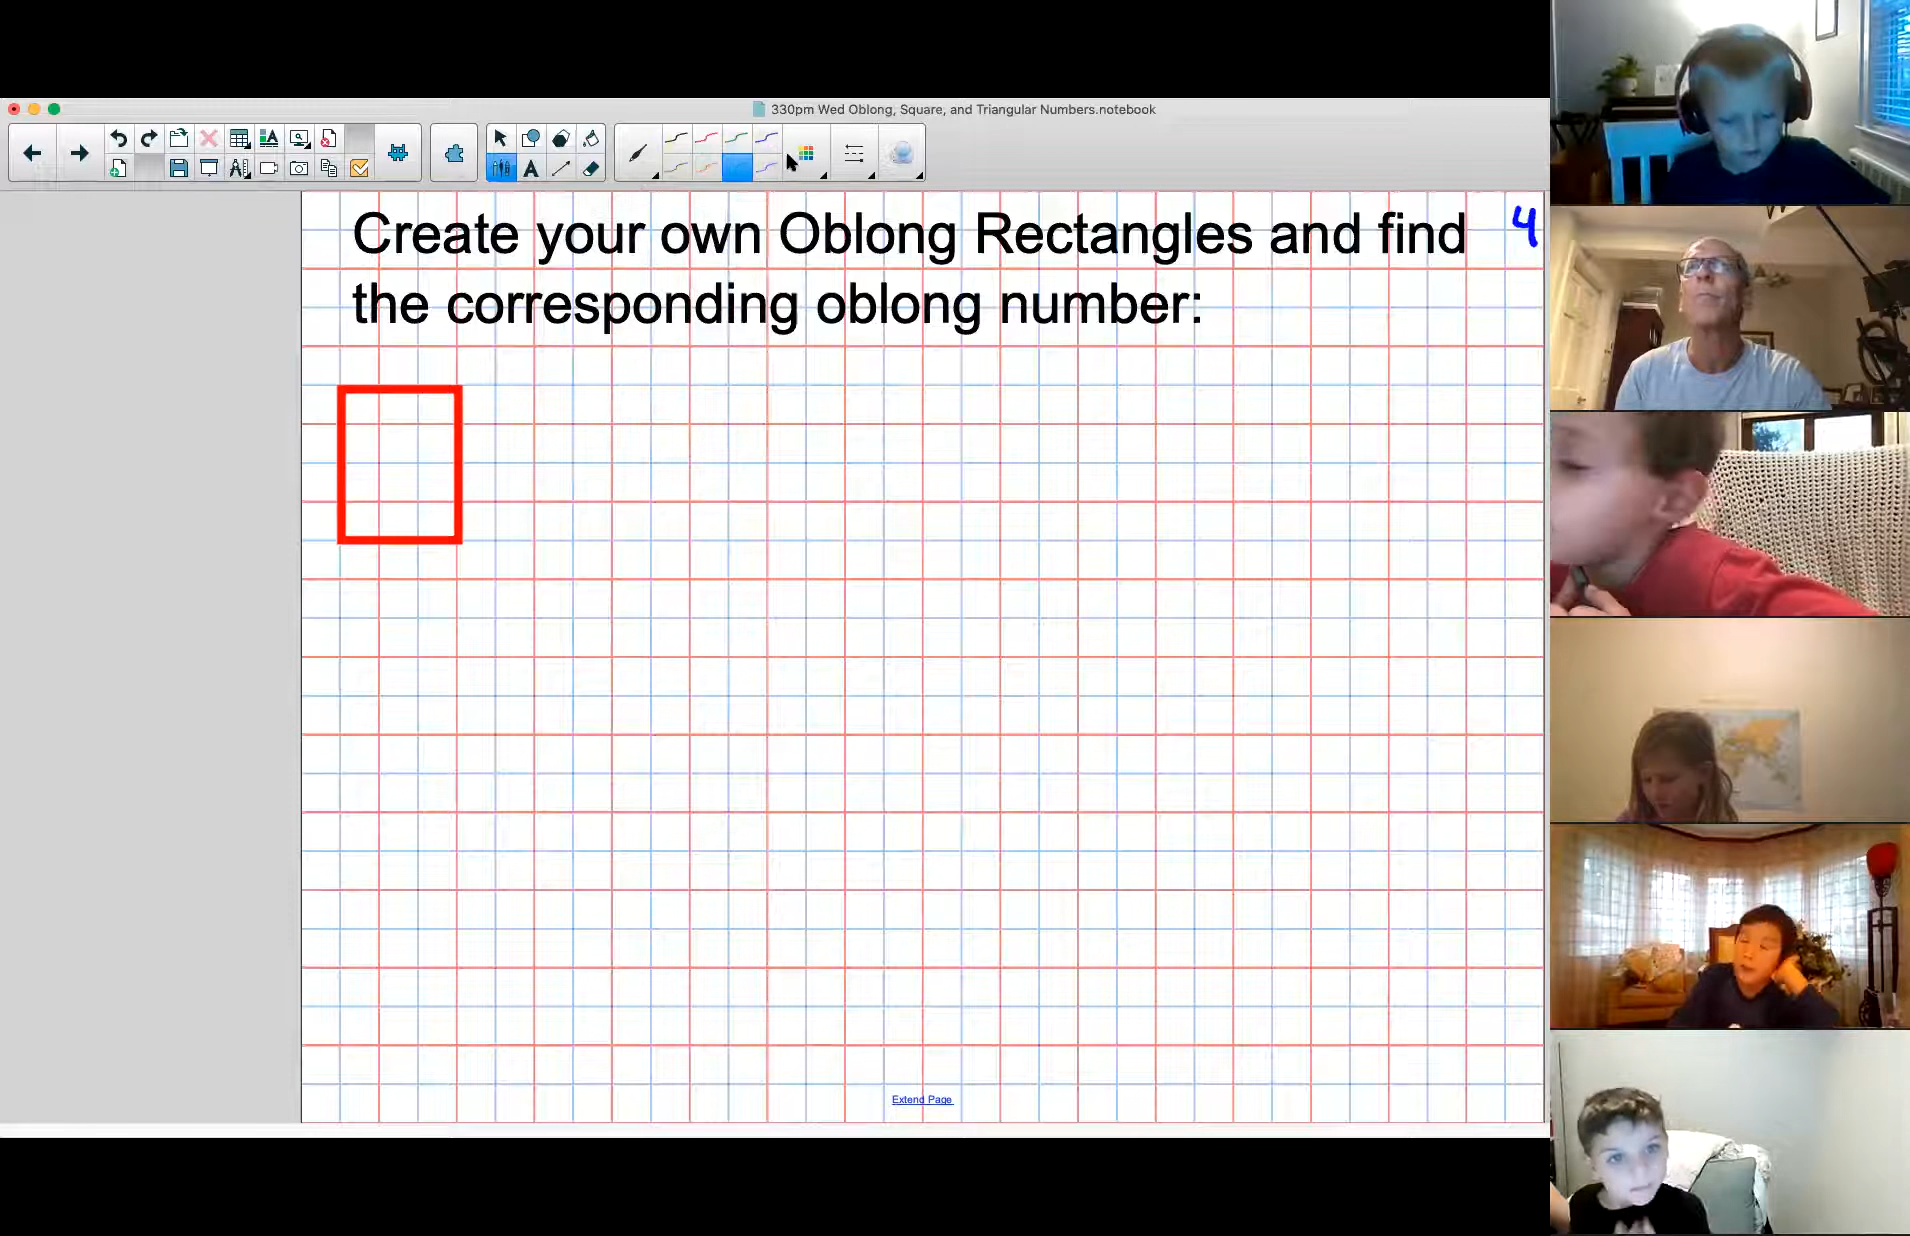 330pm Wed Oblong, Square, and Triangular Numbers.notebook
Create your own Oblong Rectangles and find 4
the corresponding oblong number:
Extend Page